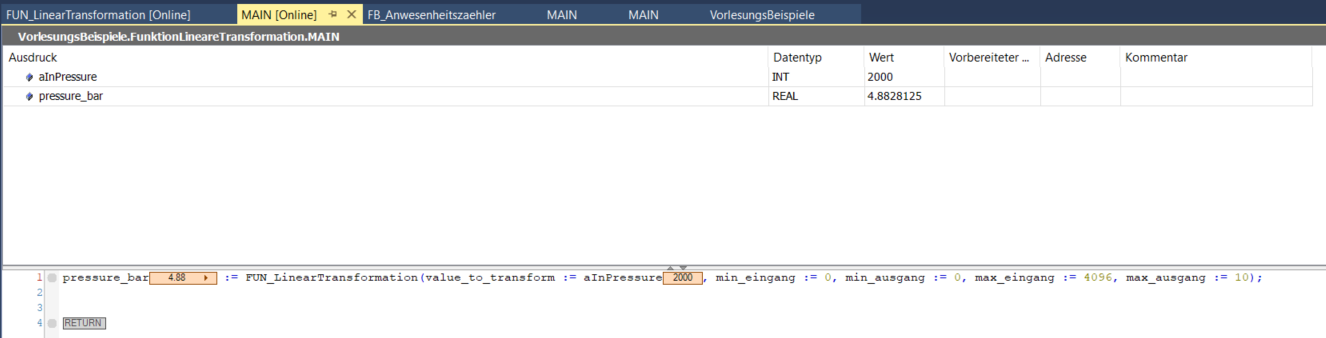 FUN_LinearTransformation [Online] MAIN [Online] FB_Anwesenheitszaehler MAIN MAIN VorlesungsBeispiele
VorlesungsBeispiele.FunktionLineareTransformation.MAIN
Ausdruck Datentyp Wert Vorbereiteter ... Adresse Kommentar
aInPressure INT 2000
pressure_bar REAL 4.8828125
1 pressure_bar 4.88 := FUN_LinearTransformation(value_to_transform := aInPressure 2000 , min_eingang := 0, min_ausgang := 0, max_eingang := 4096, max_ausgang := 10);
2
3
4 RETURN